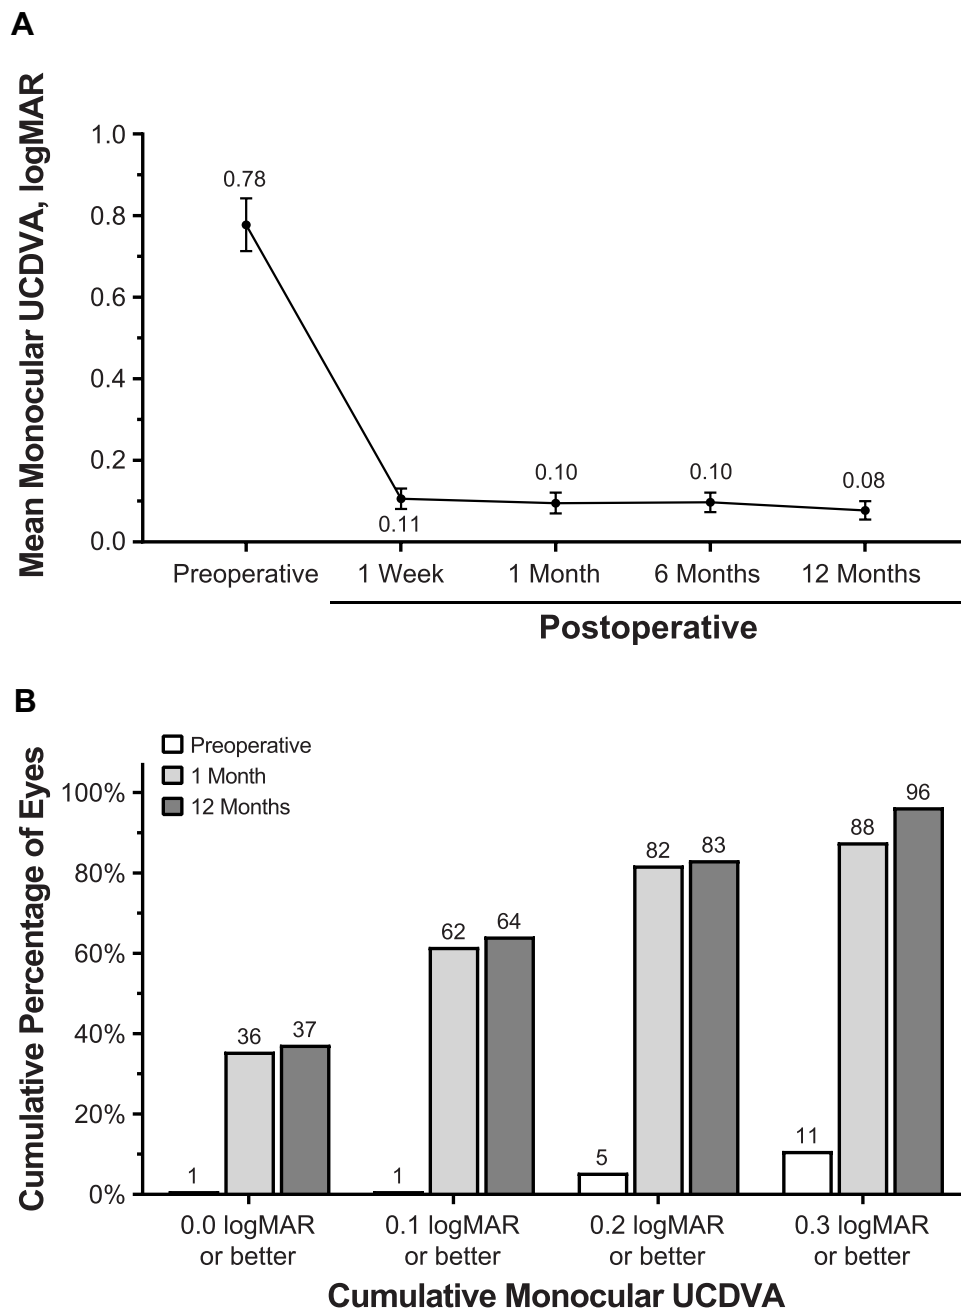 A
Mean Monocular UCDVA, logMAR
1.0
0.8
0.6
0.4
0.2
0.0
0.78
0.11
0.10
0.10
0.08
Preoperative 1 Week 1 Month 6 Months 12 Months
Postoperative
B
Cumulative Percentage of Eyes
Preoperative
1 Month
12 Months
100%
80%
60%
40%
20%
0%
1 36 37
1 62 64
5 82 83
11 88 96
0.0 logMAR
or better
0.1 logMAR
or better
0.2 logMAR
or better
0.3 logMAR
or better
Cumulative Monocular UCDVA